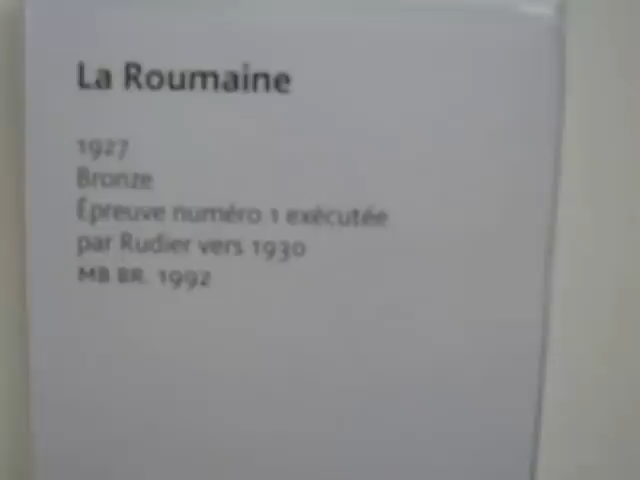 La Roumaine
1927
Bronze
Épreuve numéro 1 exécutée
par Rudier vers 1930
MB BR. 1992